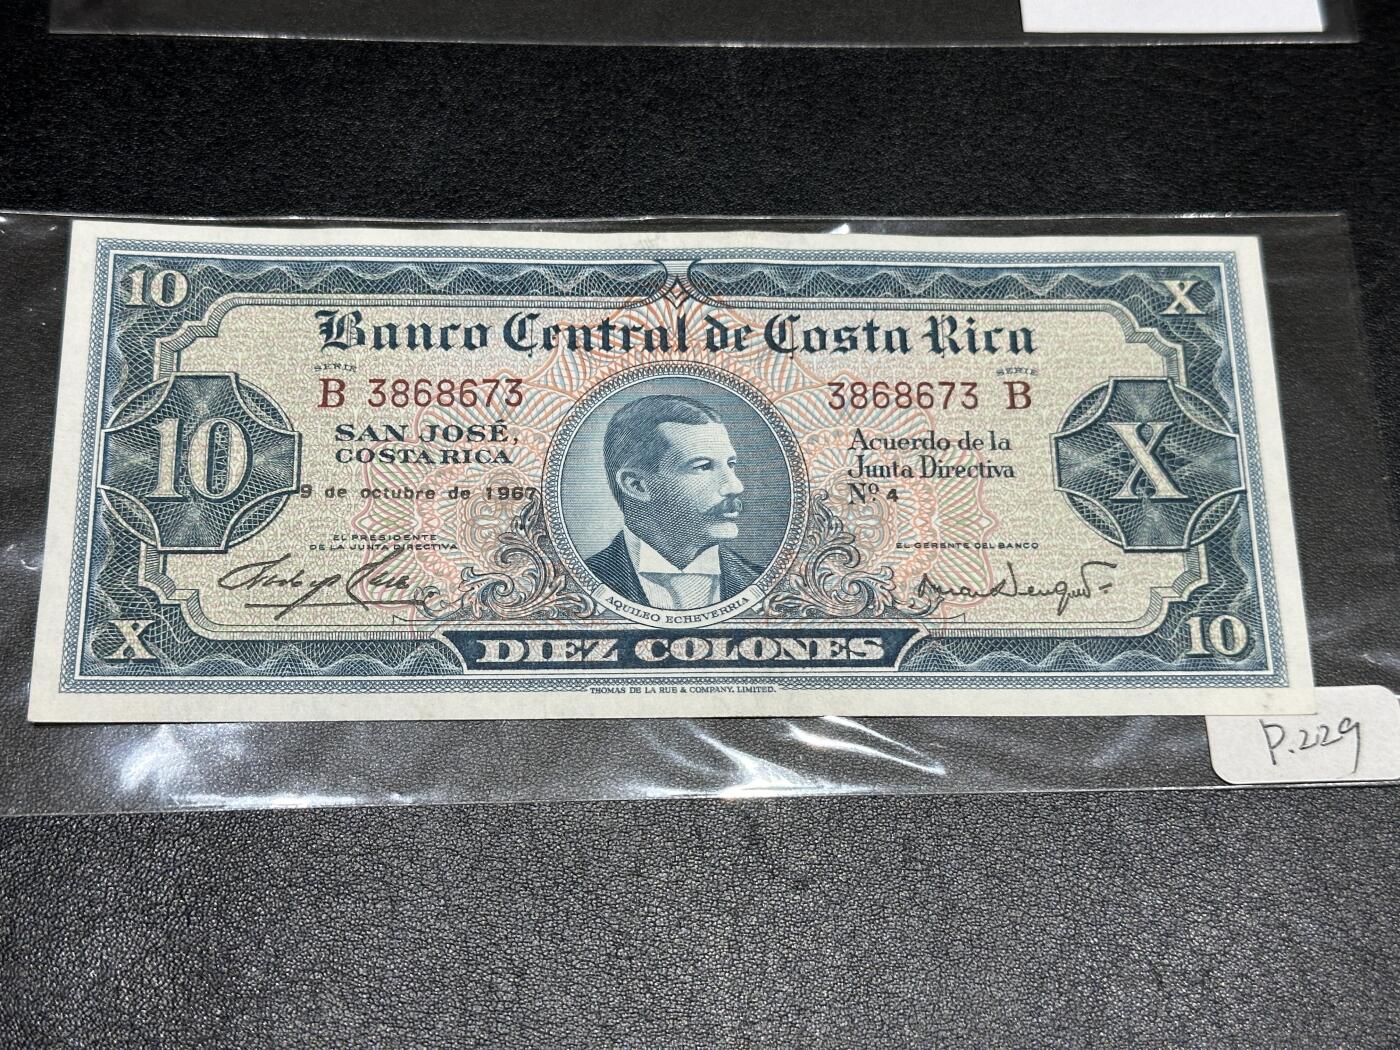 10
X
Banco Central de Costa Rica
SERIE
SERIE
B 3868673
3868673 B
SAN JOSÉ,
COSTA RICA
Acuerdo de la
Junta Directiva
Nº. 4
10
X
9 de octubre de 1967
EL PRESIDENTE
DE LA JUNTA DIRECTIVA
EL GERENTE DEL BANCO
AQUILEO ECHEVERRIA
X
DIEZ COLONES
10
THOMAS DE LA RUE & COMPANY, LIMITED.
P.229